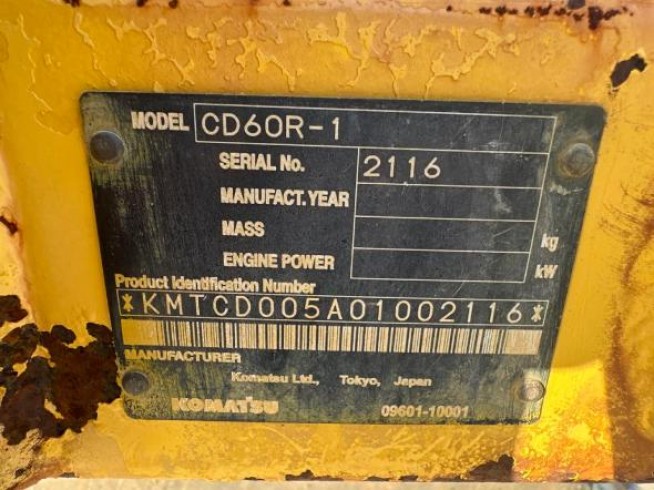 MODEL CD60R-1
SERIAL No. 2116
MANUFACT. YEAR
MASS kg
ENGINE POWER kW
Product Identification Number
*KMTCD005A01002116*
MANUFACTURER
Komatsu Ltd., Tokyo, Japan
KOMATSU 09601-10001